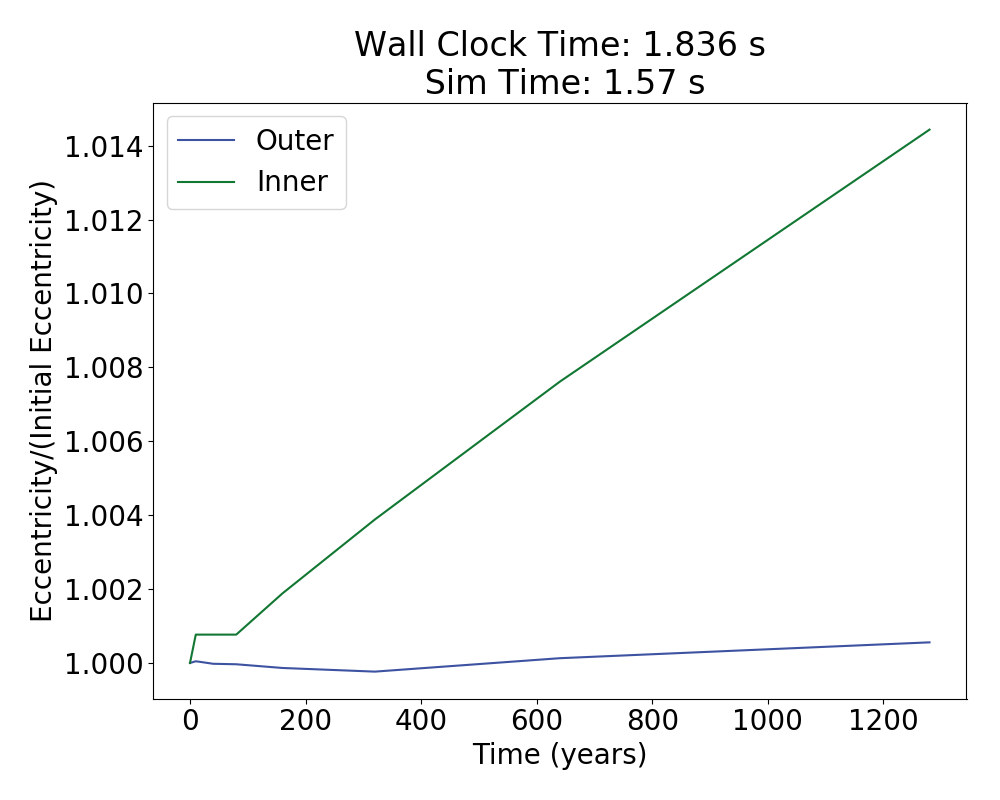 Wall Clock Time: 1.836 s
Sim Time: 1.57 s
Outer
Inner
Eccentricity/(Initial Eccentricity)
1.014
1.012
1.010
1.008
1.006
1.004
1.002
1.000
0 200 400 600 800 1000 1200
Time (years)